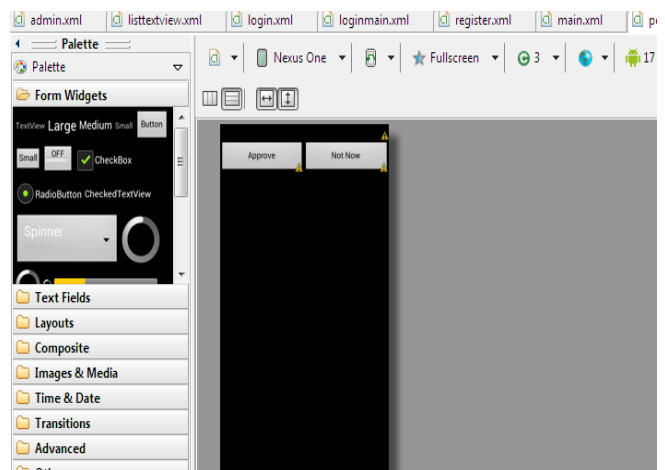 admin.xml listtextview.xml login.xml loginmain.xml register.xml main.xml
Palette
Palette
Nexus One Fullscreen 3 17
Form Widgets
TextView Large Medium Small Button
Small OFF CheckBox
RadioButton CheckedTextView
Spinner
Approve Not Now
Text Fields
Layouts
Composite
Images & Media
Time & Date
Transitions
Advanced